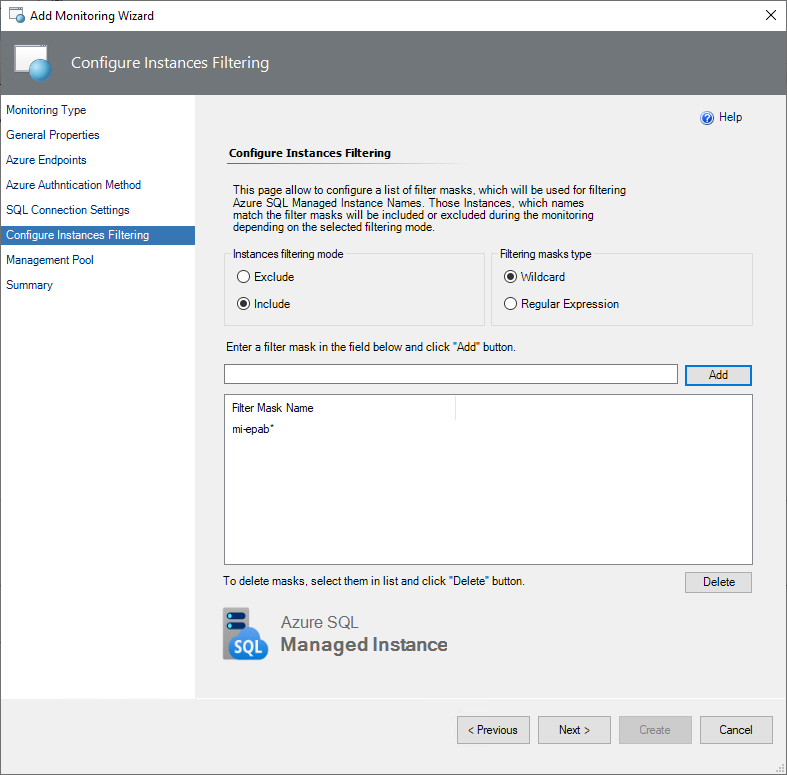 Add Monitoring Wizard
Configure Instances Filtering
Monitoring Type
General Properties
Azure Endpoints
Azure Authntication Method
SQL Connection Settings
Configure Instances Filtering
Management Pool
Summary
Help
Configure Instances Filtering
This page allow to configure a list of filter masks, which will be used for filtering
Azure SQL Managed Instance Names. Those Instances, which names
match the filter masks will be included or excluded during the monitoring
depending on the selected filtering mode.
Instances filtering mode
Exclude
Include
Filtering masks type
Wildcard
Regular Expression
Enter a filter mask in the field below and click "Add" button.
Add
Filter Mask Name
mi-epab*
To delete masks, select them in list and click "Delete" button.
Delete
SQL
Azure SQL
Managed Instance
< Previous
Next >
Create
Cancel